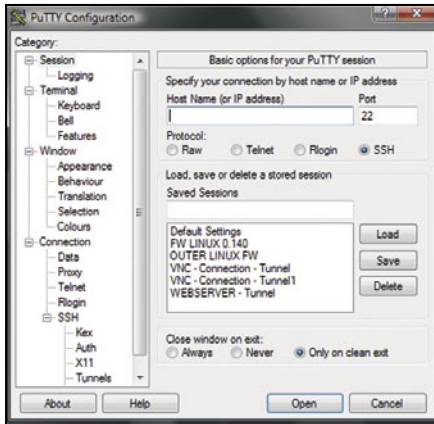 PuTTY Configuration
Category:
Session
Logging
Terminal
Keyboard
Bell
Features
Window
Appearance
Behaviour
Translation
Selection
Colours
Connection
Data
Proxy
Telnet
Rlogin
SSH
Kex
Auth
X11
Tunnels
Basic options for your PuTTY session
Specify your connection by host name or IP address
Host Name (or IP address) Port
22
Protocol:
Raw Telnet Rlogin SSH
Load, save or delete a stored session
Saved Sessions
Default Settings
FW LINUX 0.140
OUTER LINUX FW
VNC - Connection - Tunnel
VNC - Connection - Tunnel1
WEBSERVER - Tunnel
Load
Save
Delete
Close window on exit:
Always Never Only on clean exit
About Help Open Cancel